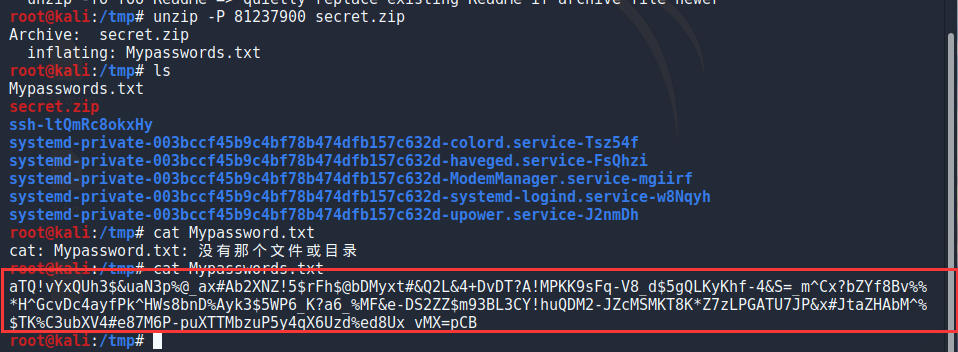 unzip -fo foo ReadMe => quietly replace existing ReadMe if archive file newer
root@kali:/tmp# unzip -P 81237900 secret.zip
Archive:  secret.zip
  inflating: Mypasswords.txt
root@kali:/tmp# ls
Mypasswords.txt
secret.zip
ssh-ltQmRc8okxHy
systemd-private-003bccf45b9c4bf78b474dfb157c632d-colord.service-Tsz54f
systemd-private-003bccf45b9c4bf78b474dfb157c632d-haveged.service-FsQhzi
systemd-private-003bccf45b9c4bf78b474dfb157c632d-ModemManager.service-mgiirf
systemd-private-003bccf45b9c4bf78b474dfb157c632d-systemd-logind.service-w8Nqyh
systemd-private-003bccf45b9c4bf78b474dfb157c632d-upower.service-J2nmDh
root@kali:/tmp# cat Mypassword.txt
cat: Mypassword.txt: 没有那个文件或目录
root@kali:/tmp# cat Mypasswords.txt
aTQ!vYxQUh3$&uaN3p%@_ax#Ab2XNZ!5$rFh$@bDMyxt#&Q2L&4+DvDT?A!MPKK9sFq-V8_d$5gQLKyKhf-4&S=_m^Cx?bZYf8Bv%%
*H^GcvDc4ayfPk^HWs8bnD%Ayk3$5WP6_K?a6_%MF&e-DS2ZZ$m93BL3CY!huQDM2-JZcMSMKT8K*Z7zLPGATU7JP&x#JtaZHAbM^%
$TK%C3ubXV4#e87M6P-puXTTMbzuP5y4qX6Uzd%ed8Ux_vMX=pCB
root@kali:/tmp#